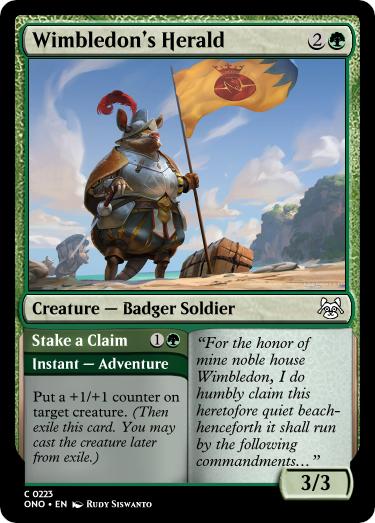 Wimbledon's Herald 2
Creature — Badger Soldier
Stake a Claim 1
Instant — Adventure
Put a +1/+1 counter on
target creature. (Then
exile this card. You may
cast the creature later
from exile.)
“For the honor of
mine noble house
Wimbledon, I do
humbly claim this
heretofore quiet beach-
henceforth it shall run
by the following
commandments…”
3/3
C 0223
ONO • EN Rudy Siswanto